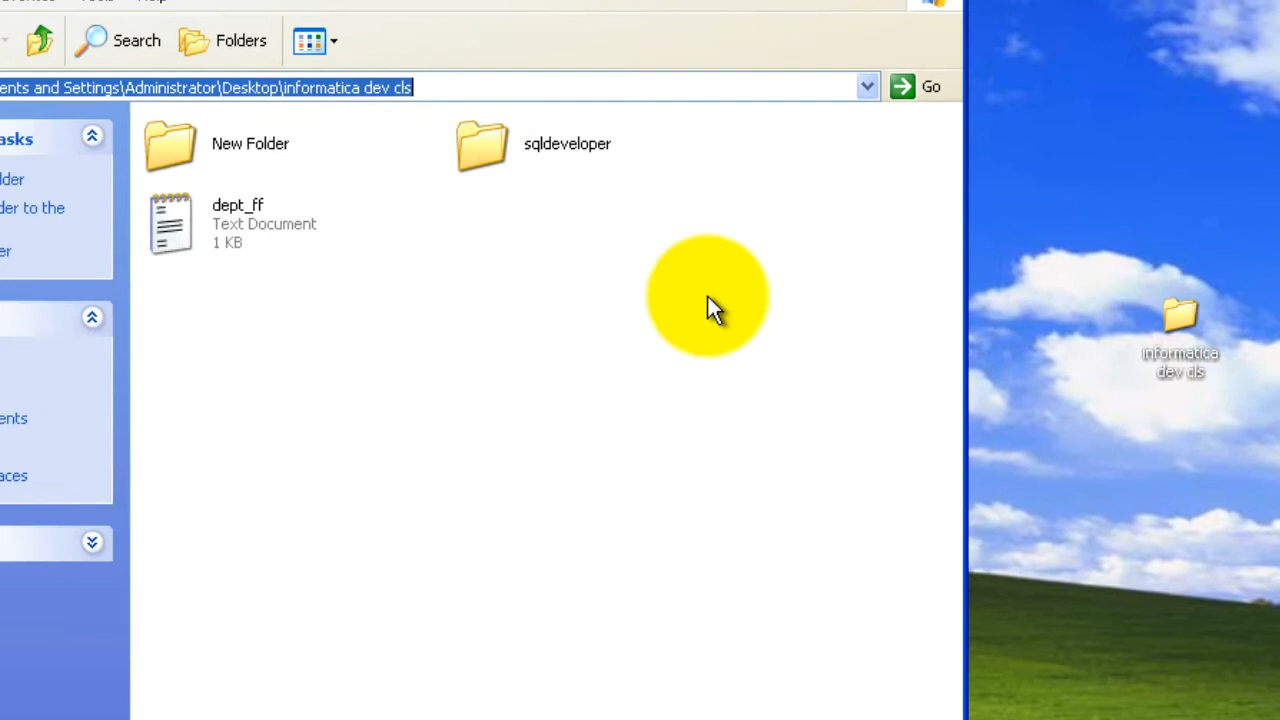 Help
Search
Folders
ents and Settings\Administrator\Desktop\informatica dev cls
Go
asks
lder
der to the
er
ents
aces
New Folder
sqldeveloper
dept_ff
Text Document
1 KB
informatica
dev cls